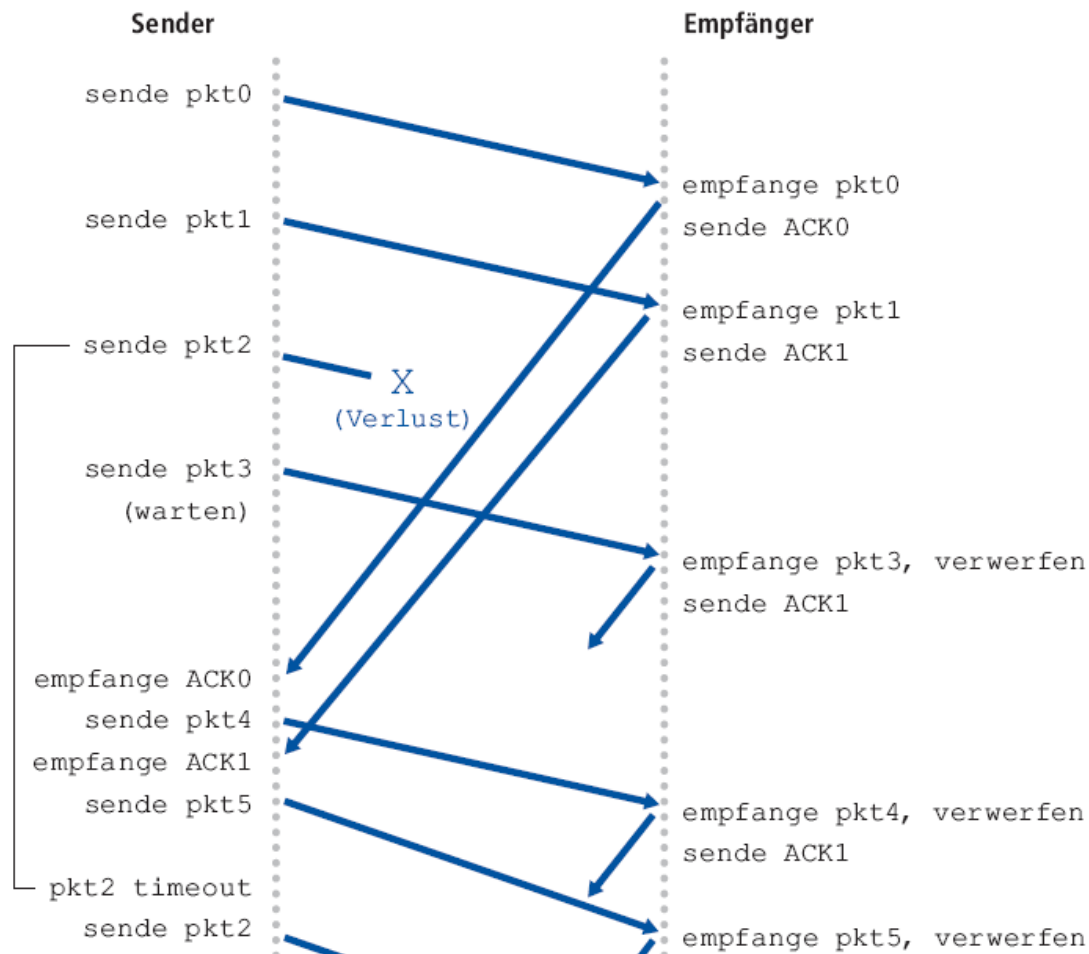 Sender
Empfänger
sende pkt0
empfange pkt0
sende pkt1
sende ACK0
empfange pkt1
sende pkt2
sende ACK1
X
(Verlust)
sende pkt3
(warten)
empfange pkt3, verwerfen
sende ACK1
empfange ACK0
sende pkt4
empfange ACK1
sende pkt5
empfange pkt4, verwerfen
sende ACK1
pkt2 timeout
sende pkt2
empfange pkt5, verwerfen